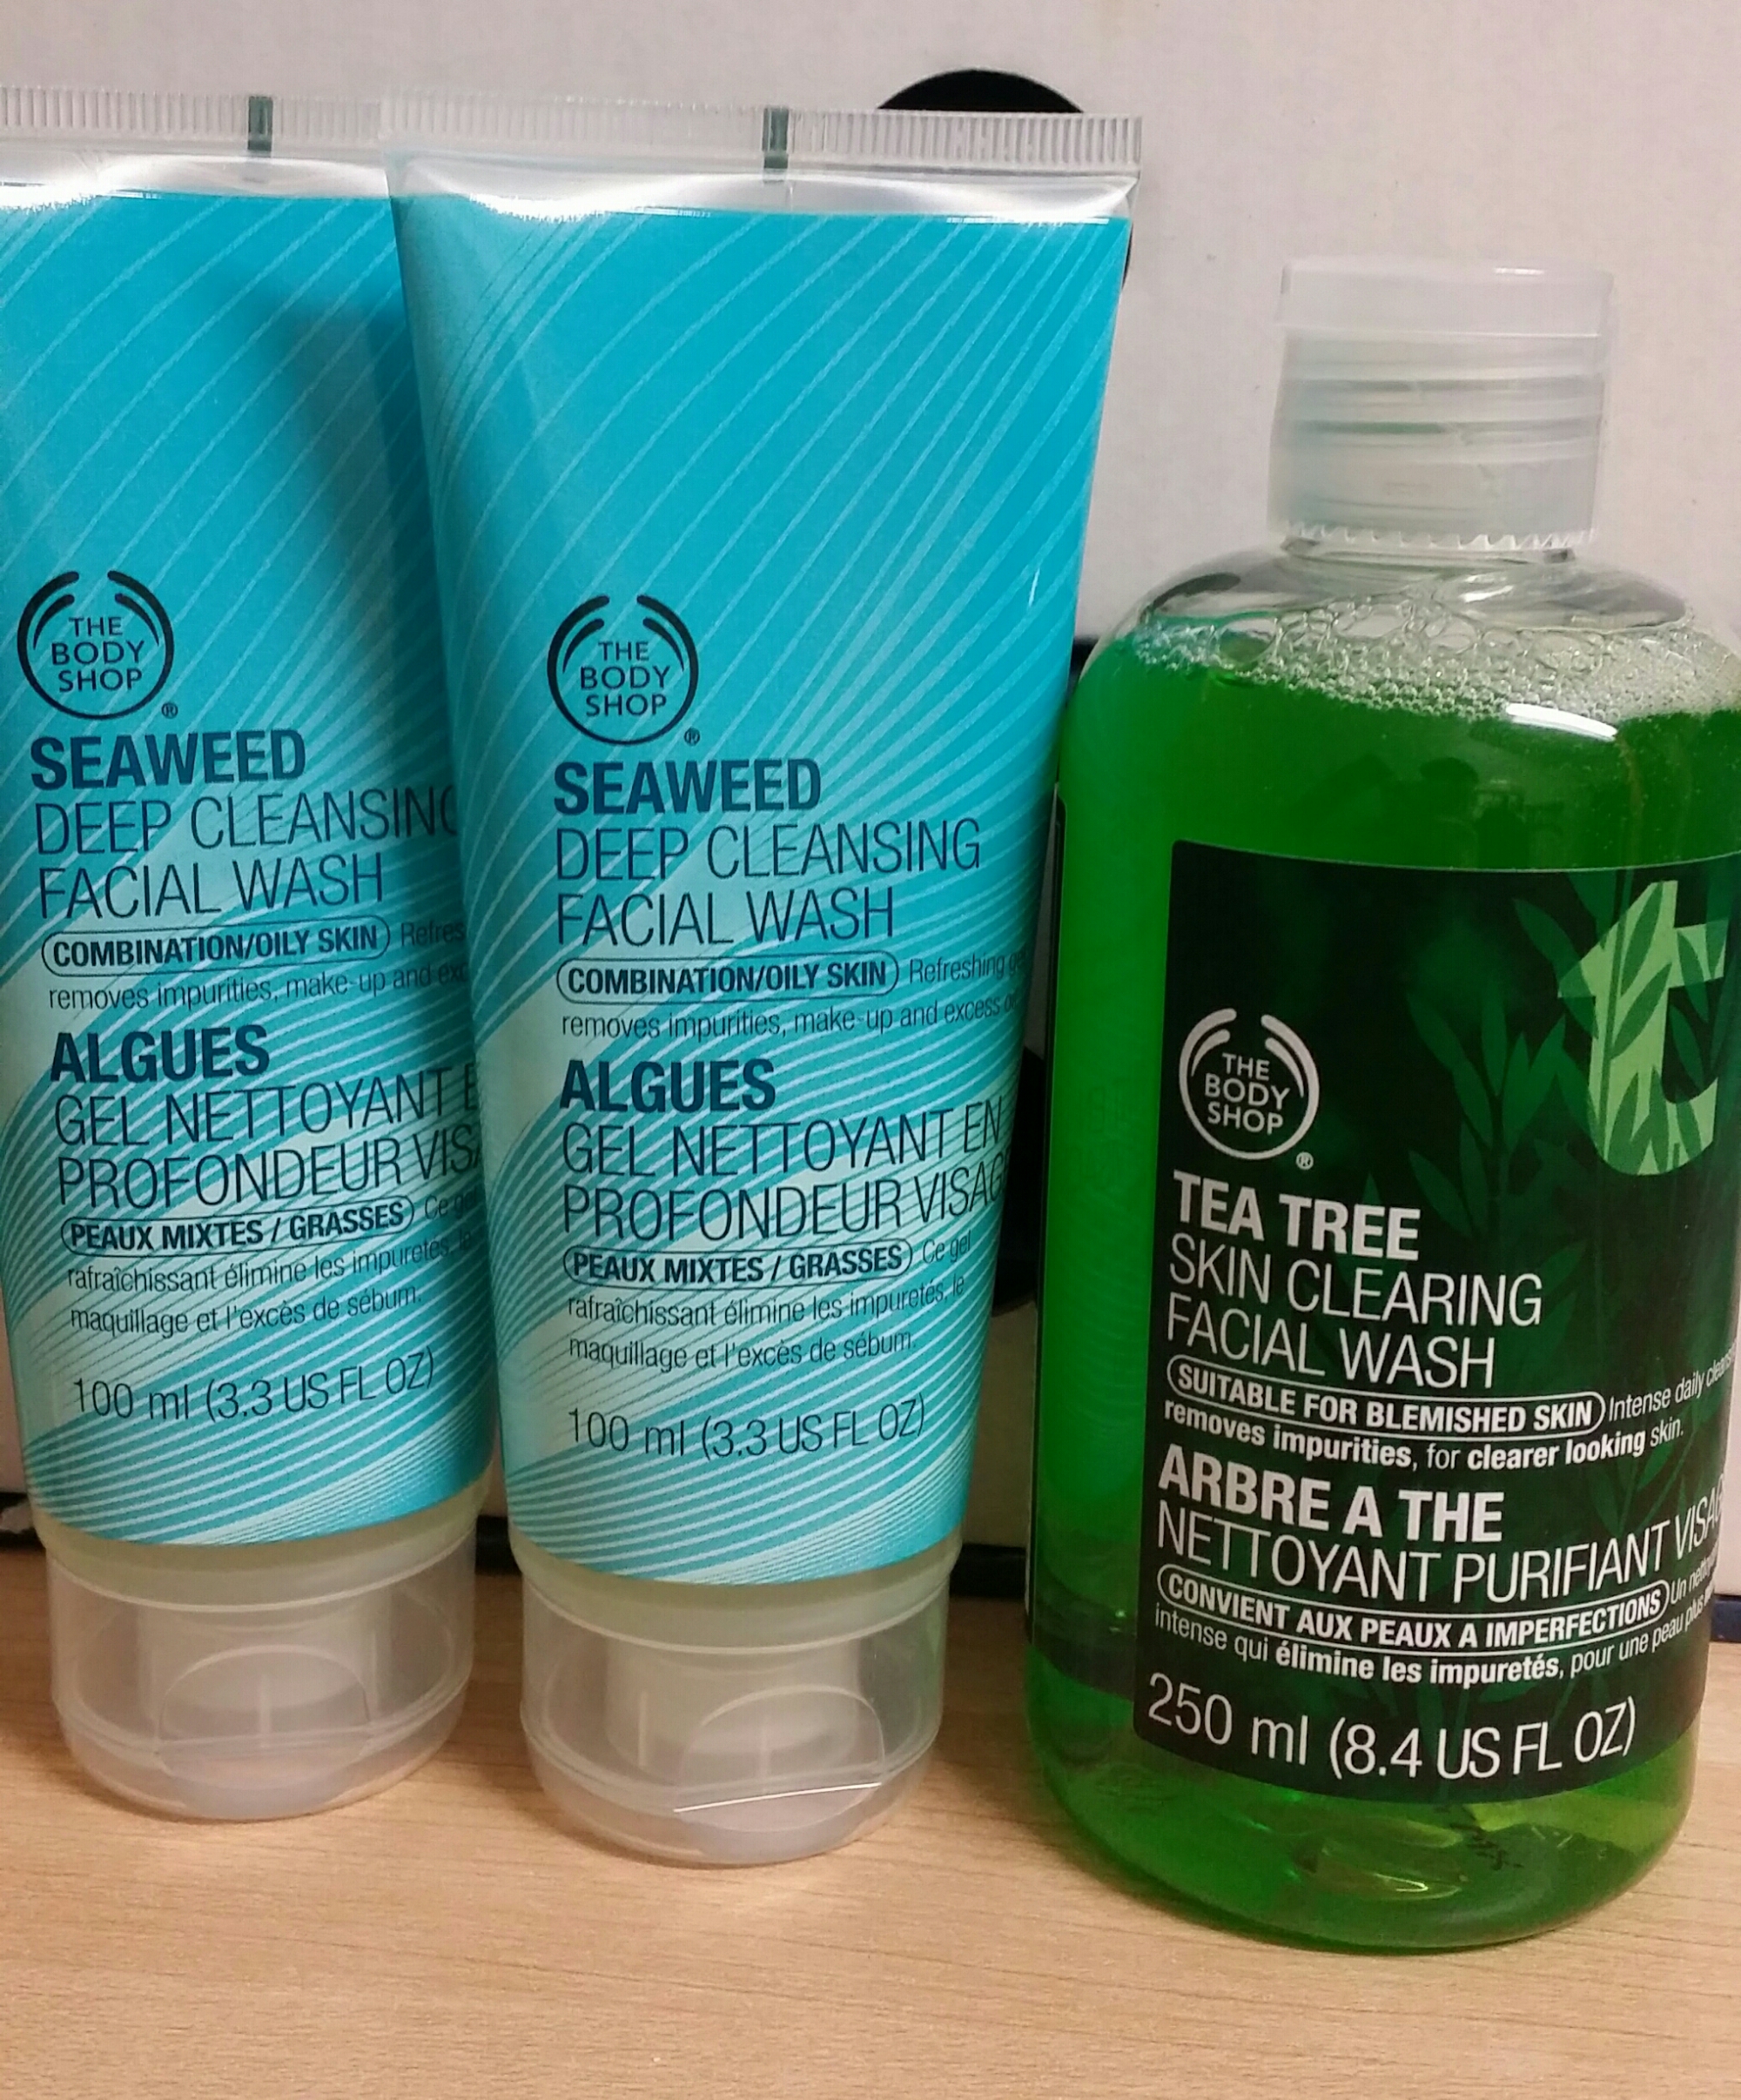 THE
BODY
SHOP
®
SEAWEED
DEEP CLEANSING
FACIAL WASH
COMBINATION/OILY SKIN
removes impurities, make-up and
ALGUES
GEL NETTOYANT
PROFONDEUR
PEAUX MIXTES / GRASSES Ce
rafraîchissant élimine les impuretés,
maquillage et l'excès de sébum.
100 ml (3.3 US FL OZ)
THE
BODY
SHOP
®
SEAWEED
DEEP CLEANSING
FACIAL WASH
COMBINATION/OILY SKIN Refreshing
removes impurities, make-up and excess
ALGUES
GEL NETTOYANT EN
PROFONDEUR VISAGE
PEAUX MIXTES / GRASSES Ce gel
rafraîchissant élimine les impuretés, le
maquillage et l'excès de sébum.
100 ml (3.3 US FL OZ)
t
THE
BODY
SHOP
®
TEA TREE
SKIN CLEARING
FACIAL WASH
SUITABLE FOR BLEMISHED SKIN Intense daily
removes impurities, for clearer looking skin.
ARBRE A THE
NETTOYANT PURIFIANT VISAGE
CONVIENT AUX PEAUX A IMPERFECTIONS Un
intense qui élimine les impuretés, pour une peau plus
250 ml (8.4 US FL OZ)